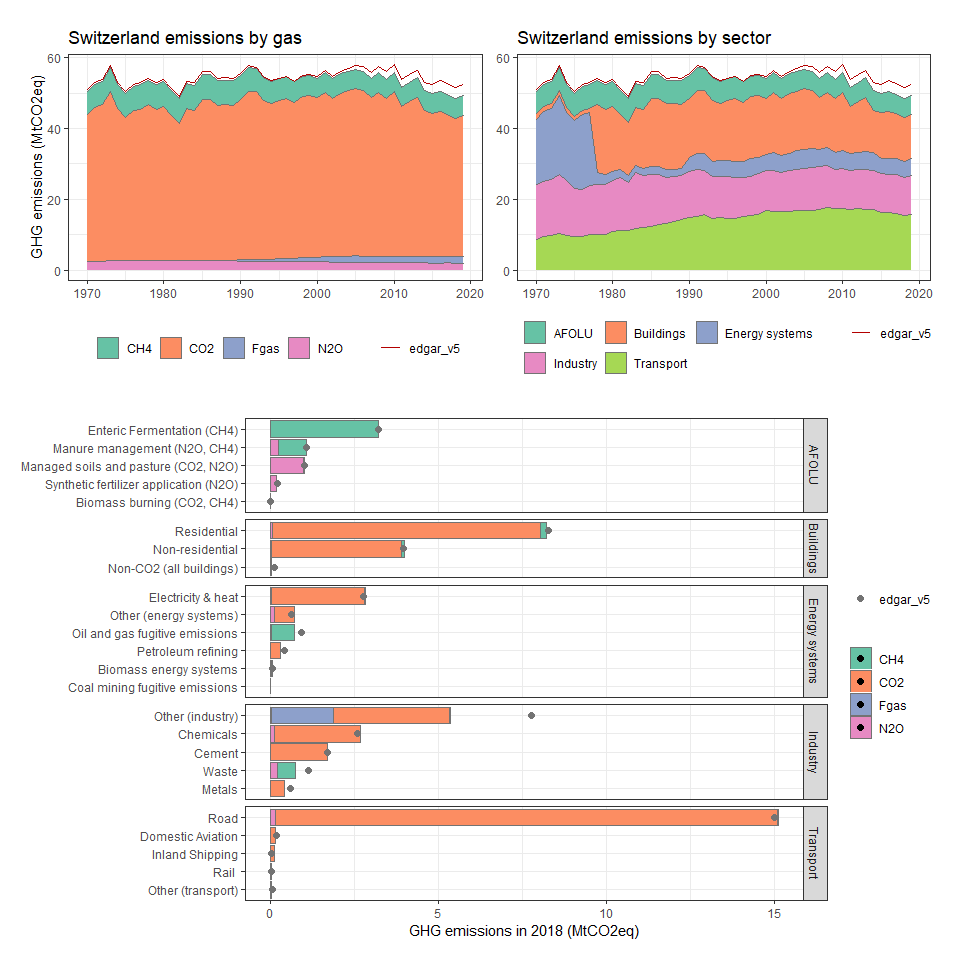 Switzerland emissions by gas
GHG emissions (MtCO2eq)
60
40
20
0
1970 1980 1990 2000 2010 2020
CH4 CO2 Fgas N2O edgar_v5
Switzerland emissions by sector
60
40
20
0
1970 1980 1990 2000 2010 2020
AFOLU Buildings Energy systems edgar_v5
Industry Transport
Enteric Fermentation (CH4)
Manure management (N2O, CH4)
Managed soils and pasture (CO2, N2O)
Synthetic fertilizer application (N2O)
Biomass burning (CO2, CH4)
AFOLU
Residential
Non-residential
Non-CO2 (all buildings)
Buildings
Electricity & heat
Other (energy systems)
Oil and gas fugitive emissions
Petroleum refining
Biomass energy systems
Coal mining fugitive emissions
Energy systems
Other (industry)
Chemicals
Cement
Waste
Metals
Industry
Road
Domestic Aviation
Inland Shipping
Rail
Other (transport)
Transport
0 5 10 15
GHG emissions in 2018 (MtCO2eq)
edgar_v5
CH4
CO2
Fgas
N2O